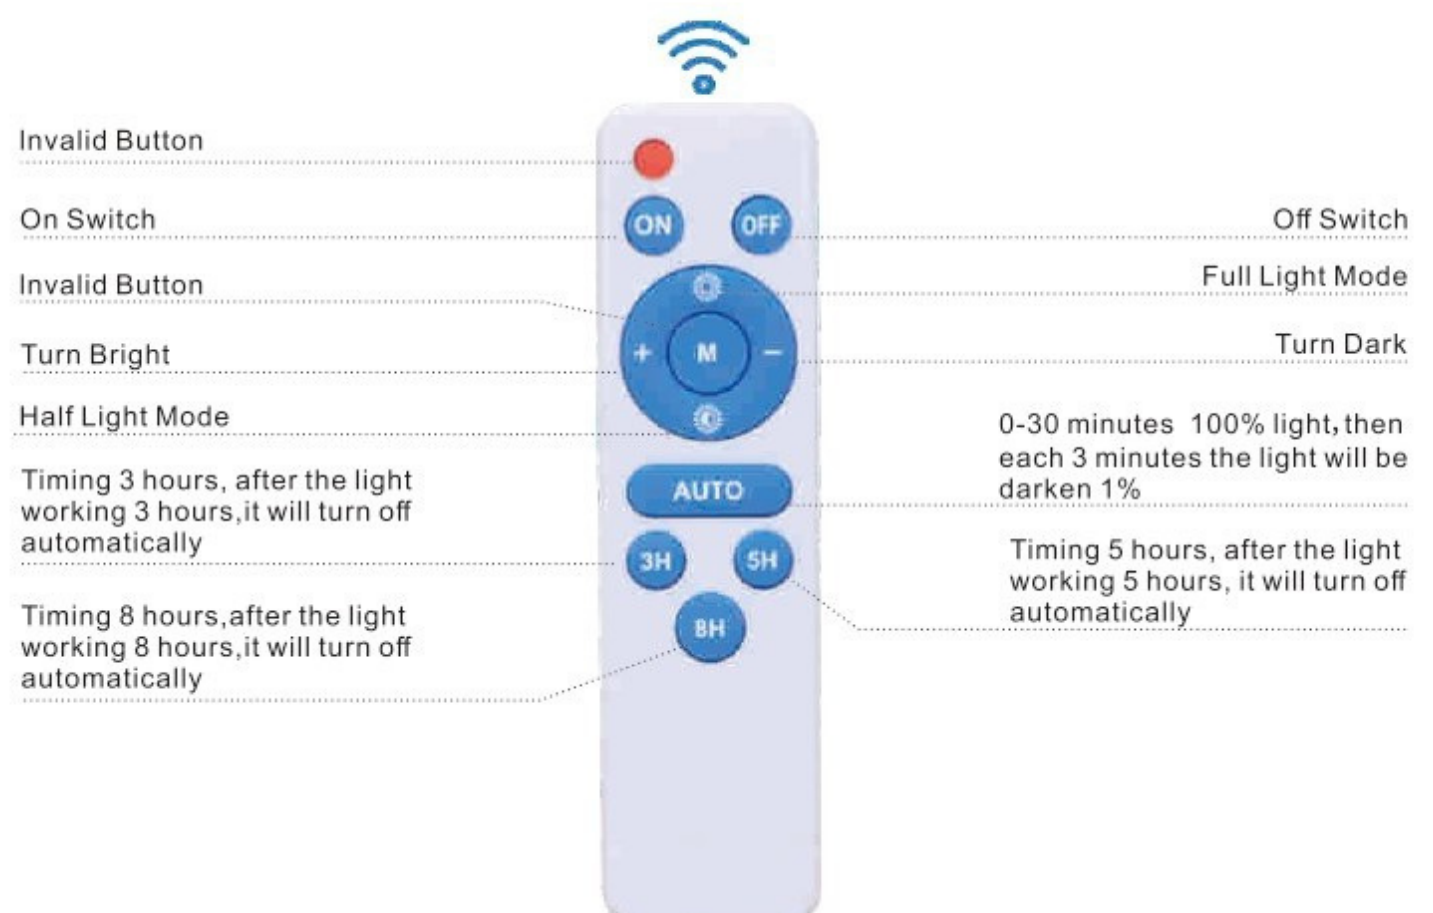 Invalid Button
On Switch
Invalid Button
Turn Bright
Half Light Mode
Timing 3 hours, after the light
working 3 hours,it will turn off
automatically
Timing 8 hours,after the light
working 8 hours,it will turn off
automatically
ON
OFF
+
M
−
AUTO
3H
5H
8H
Off Switch
Full Light Mode
Turn Dark
0-30 minutes 100% light,then
each 3 minutes the light will be
darken 1%
Timing 5 hours, after the light
working 5 hours, it will turn off
automatically